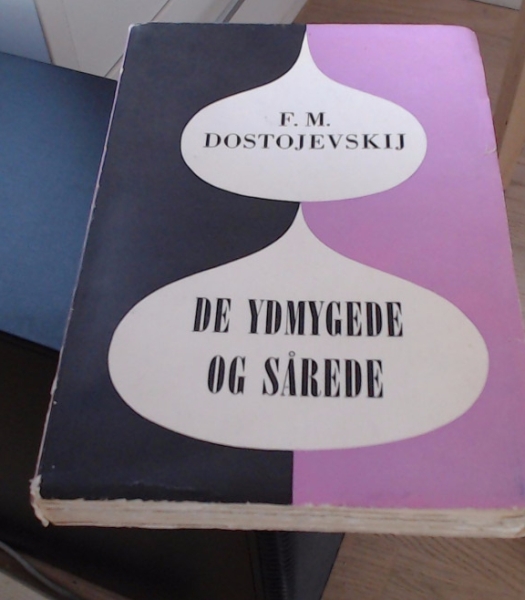 F. M.
DOSTOJEVSKIJ
DE YDMYGEDE
OG SÅREDE